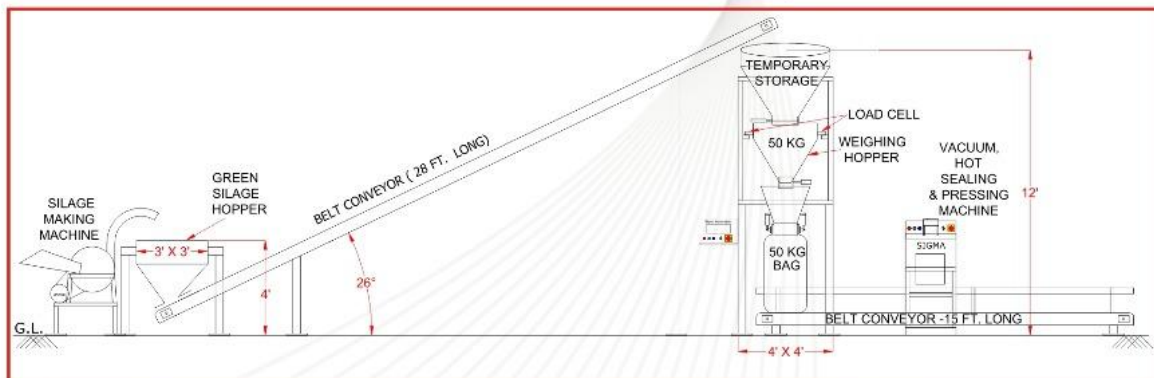 SILAGE
MAKING
MACHINE
GREEN
SILAGE
HOPPER
3' X 3'
4'
G.L.
BELT CONVEYOR ( 28 FT. LONG)
26°
TEMPORARY
STORAGE
LOAD CELL
50 KG
WEIGHING
HOPPER
50 KG
BAG
VACUUM,
HOT
SEALING
& PRESSING
MACHINE
SIGMA
12'
BELT CONVEYOR -15 FT. LONG
4' X 4'